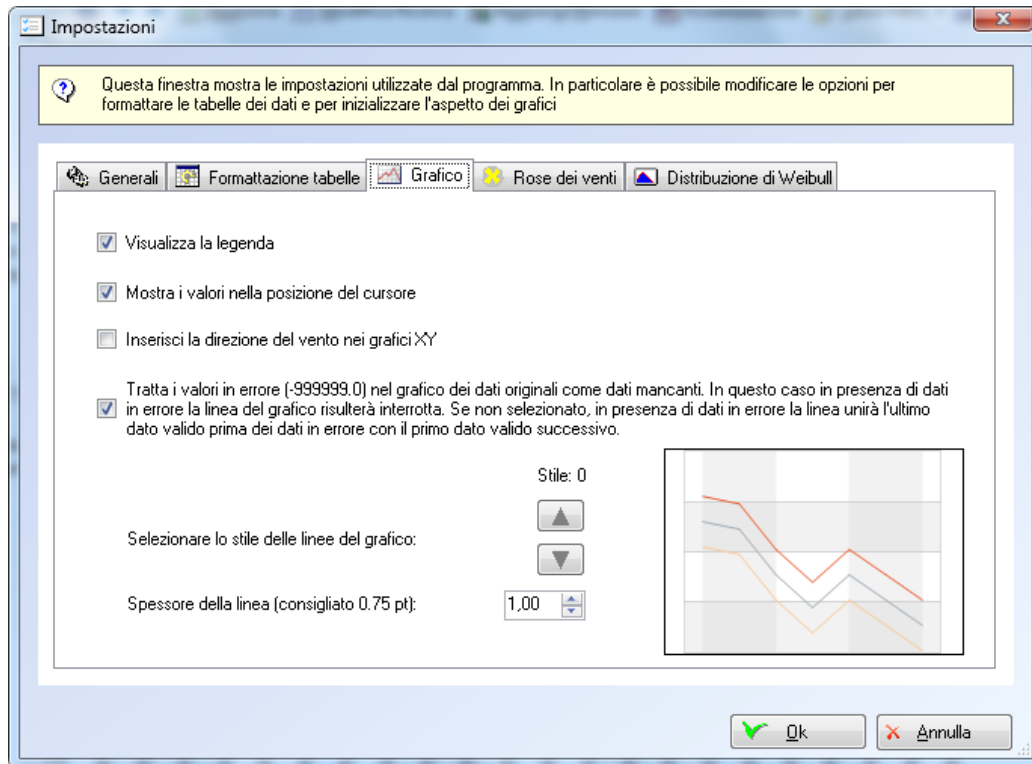 Impostazioni
Questa finestra mostra le impostazioni utilizzate dal programma. In particolare è possibile modificare le opzioni per
formattare le tabelle dei dati e per inizializzare l'aspetto dei grafici
Generali Formattazione tabelle Grafico Rose dei venti Distribuzione di Weibull
Visualizza la legenda
Mostra i valori nella posizione del cursore
Inserisci la direzione del vento nei grafici XY
Tratta i valori in errore (-999999.0) nel grafico dei dati originali come dati mancanti. In questo caso in presenza di dati
in errore la linea del grafico risulterà interrotta. Se non selezionato, in presenza di dati in errore la linea unirà l'ultimo
dato valido prima dei dati in errore con il primo dato valido successivo.
Stile: 0
Selezionare lo stile delle linee del grafico:
Spessore della linea (consigliato 0.75 pt): 1,00
Ok Annulla